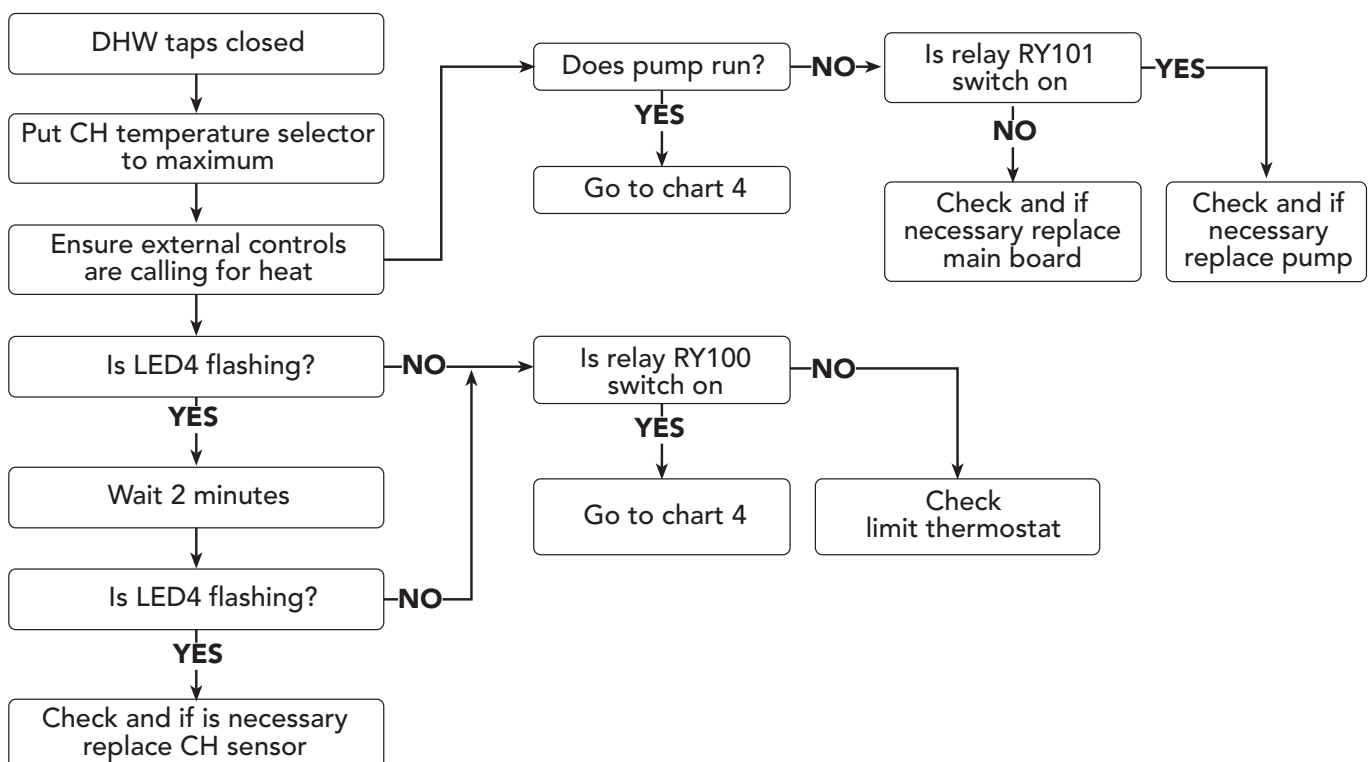 DHW taps closed
Put CH temperature selector
to maximum
Ensure external controls
are calling for heat
Is LED4 flashing?
NO
YES
Wait 2 minutes
Is LED4 flashing?
NO
YES
Check and if is necessary
replace CH sensor
Does pump run?
NO
YES
Go to chart 4
Is relay RY101
switch on
YES
NO
Check and if
necessary replace
main board
Check and if
necessary
replace pump
Is relay RY100
switch on
NO
YES
Go to chart 4
Check
limit thermostat